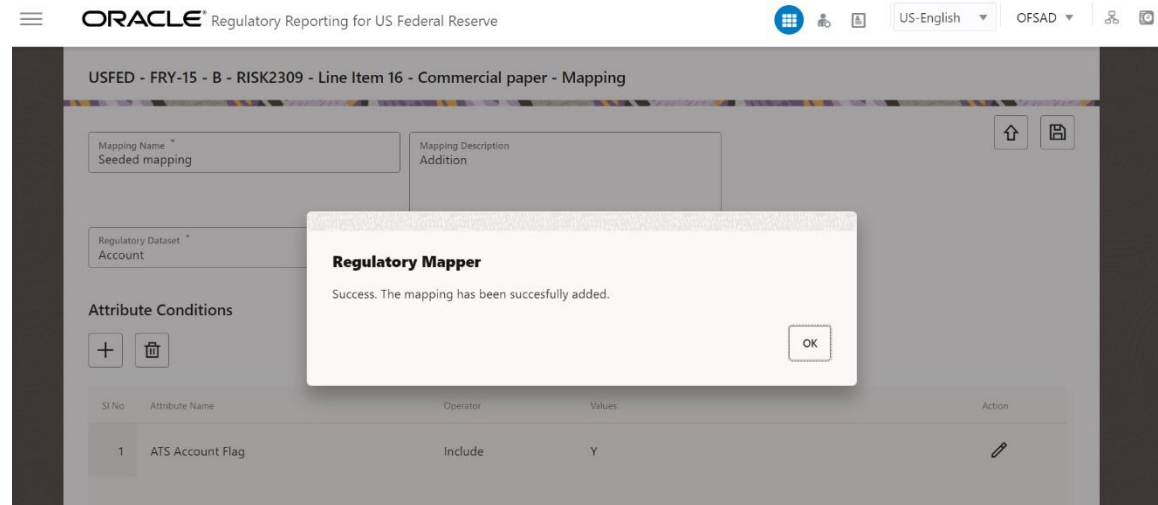 ORACLE® Regulatory Reporting for US Federal Reserve
US-English
OFSAD
USFED - FRY-15 - B - RISK2309 - Line Item 16 - Commercial paper - Mapping
Mapping Name *
Seeded mapping
Mapping Description
Addition
Regulatory Dataset *
Account
Regulatory Mapper
Success. The mapping has been succesfully added.
OK
Attribute Conditions
Sl No Attribute Name Operator Values Action
1 ATS Account Flag Include Y